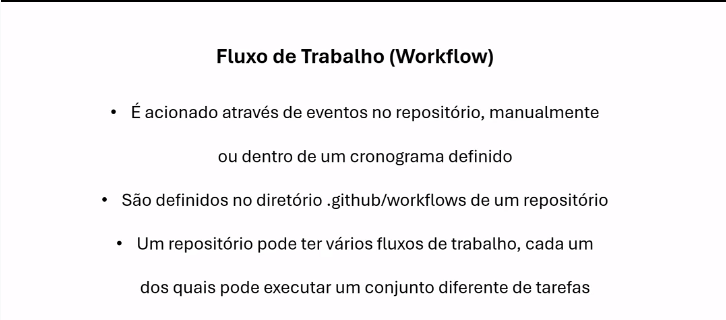 Fluxo de Trabalho (Workflow)
• É acionado através de eventos no repositório, manualmente
ou dentro de um cronograma definido
• São definidos no diretório .github/workflows de um repositório
• Um repositório pode ter vários fluxos de trabalho, cada um
dos quais pode executar um conjunto diferente de tarefas